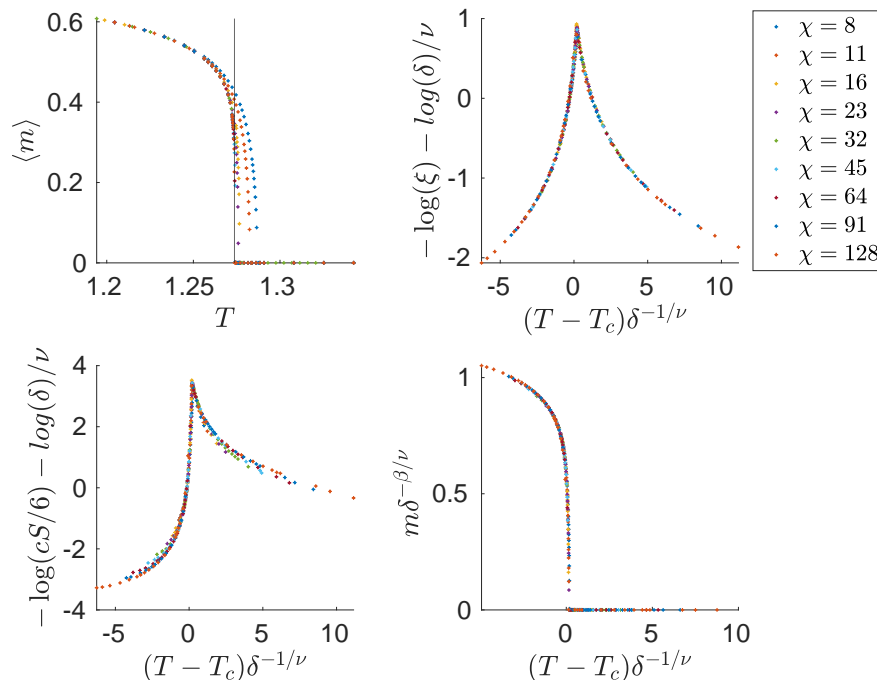 0.6
0.4
0.2
0
1.2 1.25 1.3
⟨m⟩
T
1
0
-1
-2
-5 0 5 10
− log(ξ) − log(δ)/ν
(T − T_c)δ^{−1/ν}
χ = 8
χ = 11
χ = 16
χ = 23
χ = 32
χ = 45
χ = 64
χ = 91
χ = 128
4
2
0
-2
-4
-5 0 5 10
− log(cS/6) − log(δ)/ν
(T − T_c)δ^{−1/ν}
1
0.5
0
0 5 10
mδ^{−β/ν}
(T − T_c)δ^{−1/ν}